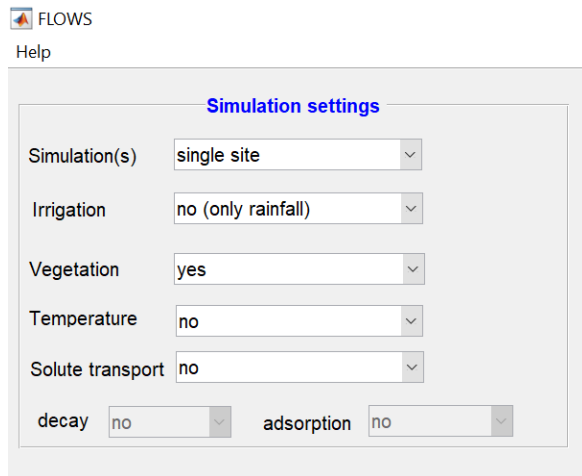 FLOWS
Help
Simulation settings
Simulation(s) single site
Irrigation no (only rainfall)
Vegetation yes
Temperature no
Solute transport no
decay no adsorption no